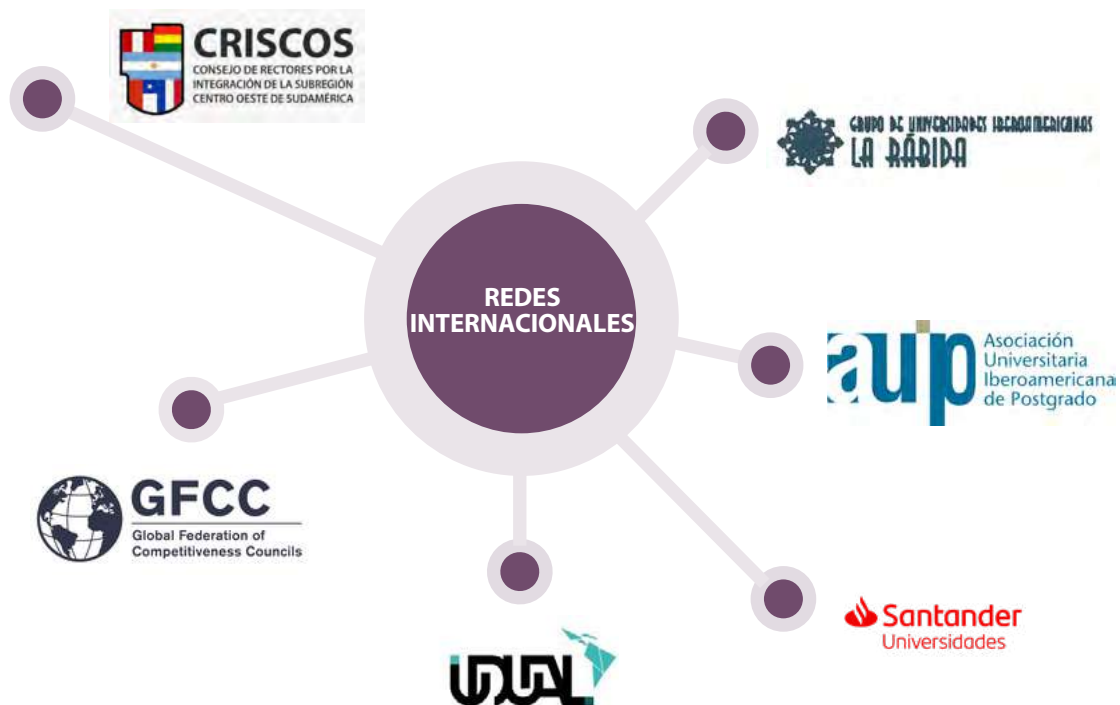 CRISCOS
CONSEJO DE RECTORES POR LA
INTEGRACIÓN DE LA SUBREGIÓN
CENTRO OESTE DE SUDAMÉRICA
GRUPO DE UNIVERSIDADES IBEROAMERICANAS
LA RÁBIDA
REDES
INTERNACIONALES
auip
Asociación
Universitaria
Iberoamericana
de Postgrado
GFCC
Global Federation of
Competitiveness Councils
Santander
Universidades
UDUAL